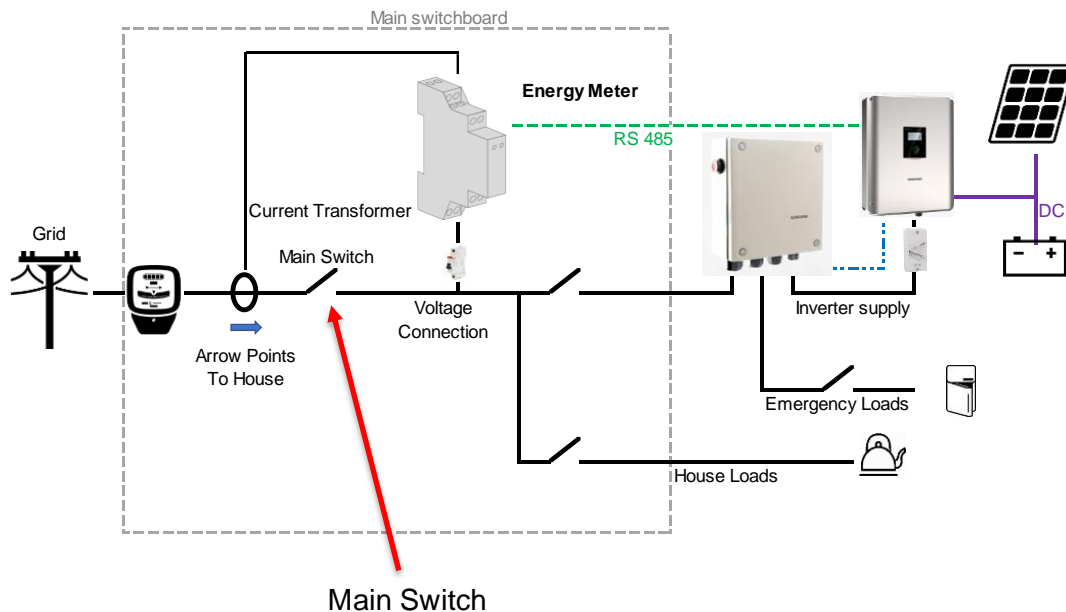 Main switchboard
Energy Meter
RS 485
Current Transformer
Grid
Main Switch
DC
Voltage
Connection
Inverter supply
Arrow Points
To House
Emergency Loads
House Loads
Main Switch